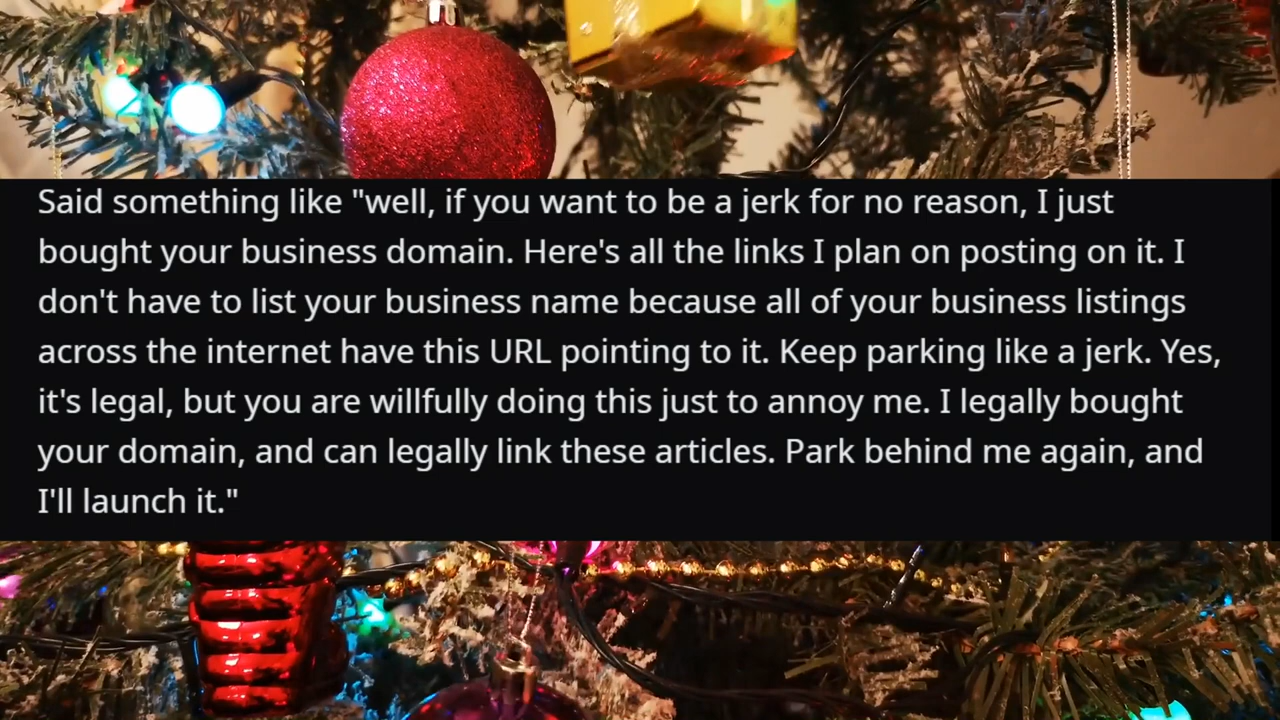 Said something like "well, if you want to be a jerk for no reason, I just
bought your business domain. Here's all the links I plan on posting on it. I
don't have to list your business name because all of your business listings
across the internet have this URL pointing to it. Keep parking like a jerk. Yes,
it's legal, but you are willfully doing this just to annoy me. I legally bought
your domain, and can legally link these articles. Park behind me again, and
I'll launch it."